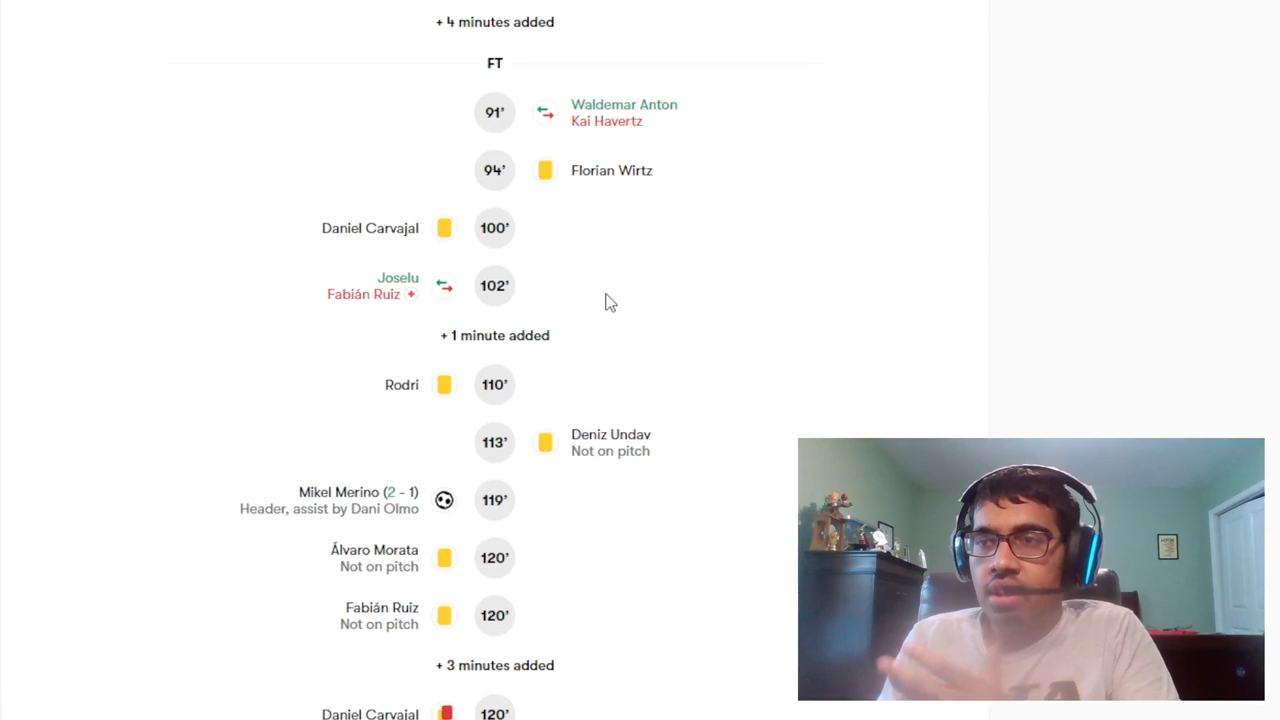 + 4 minutes added
FT
91'
Waldemar Anton
Kai Havertz
94'
Florian Wirtz
Daniel Carvajal
100'
Joselu
Fabián Ruiz
102'
+ 1 minute added
Rodri
110'
113'
Deniz Undav
Not on pitch
Mikel Merino (2 - 1)
Header, assist by Dani Olmo
119'
Álvaro Morata
Not on pitch
120'
Fabián Ruiz
Not on pitch
120'
+ 3 minutes added
Daniel Carvajal
120'